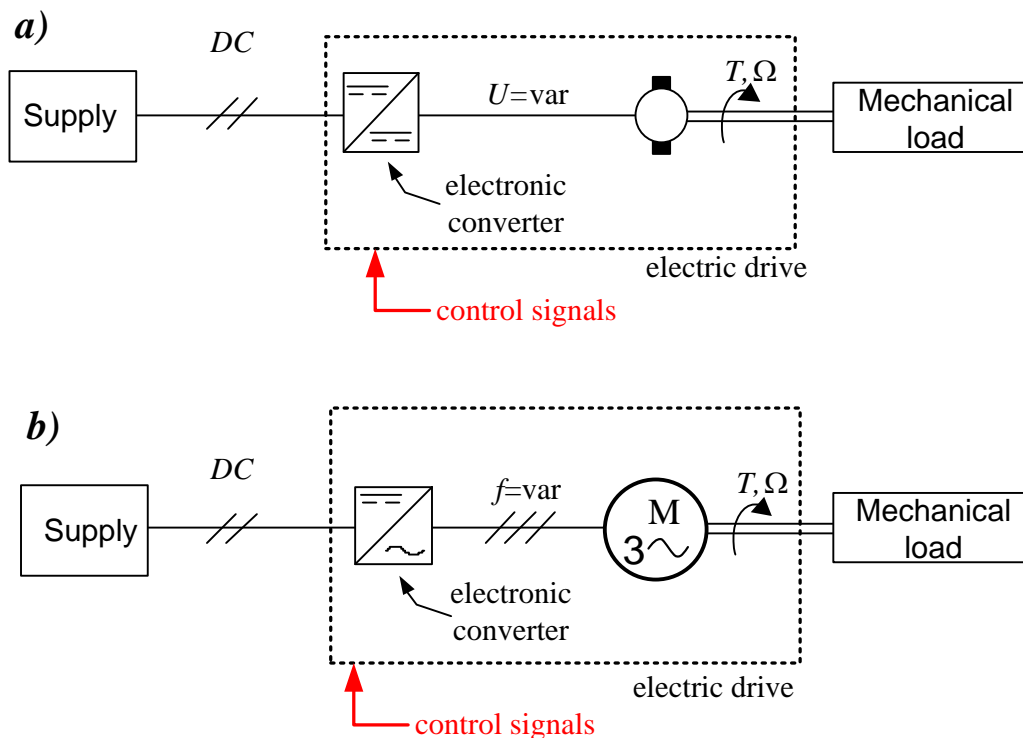 a)
DC
Supply
U=var
T, Ω
Mechanical
load
electronic
converter
electric drive
control signals
b)
DC
Supply
f=var
M
3
T, Ω
Mechanical
load
electronic
converter
electric drive
control signals